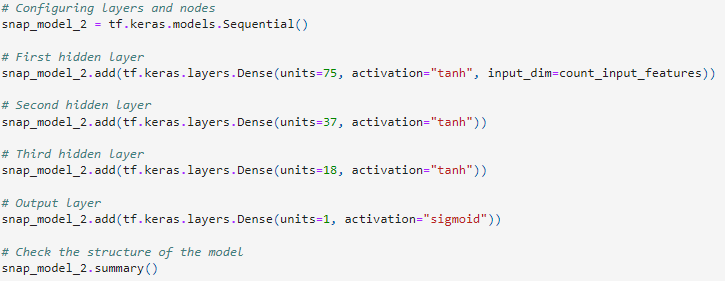 # Configuring layers and nodes
snap_model_2 = tf.keras.models.Sequential()
# First hidden layer
snap_model_2.add(tf.keras.layers.Dense(units=75, activation="tanh", input_dim=count_input_features))
# Second hidden layer
snap_model_2.add(tf.keras.layers.Dense(units=37, activation="tanh"))
# Third hidden layer
snap_model_2.add(tf.keras.layers.Dense(units=18, activation="tanh"))
# Output layer
snap_model_2.add(tf.keras.layers.Dense(units=1, activation="sigmoid"))
# Check the structure of the model
snap_model_2.summary()